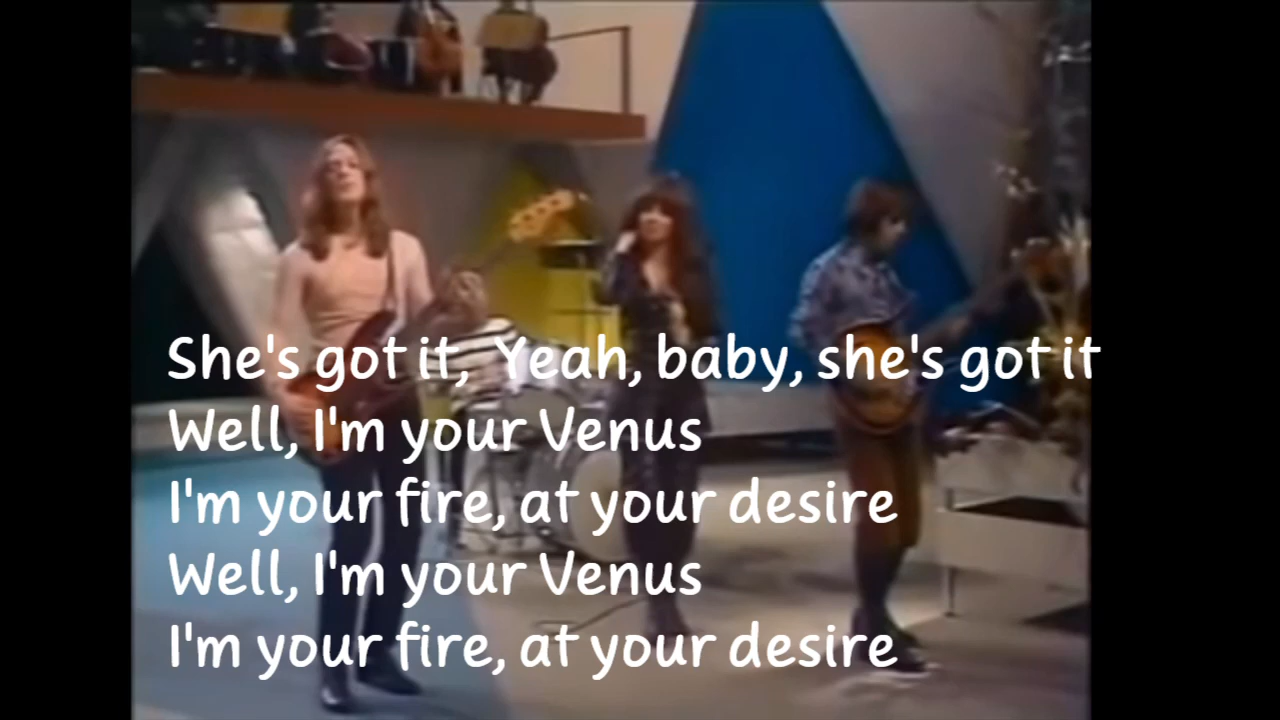 She's got it, Yeah, baby, she's got it
Well, I'm your Venus
I'm your fire, at your desire
Well, I'm your Venus
I'm your fire, at your desire